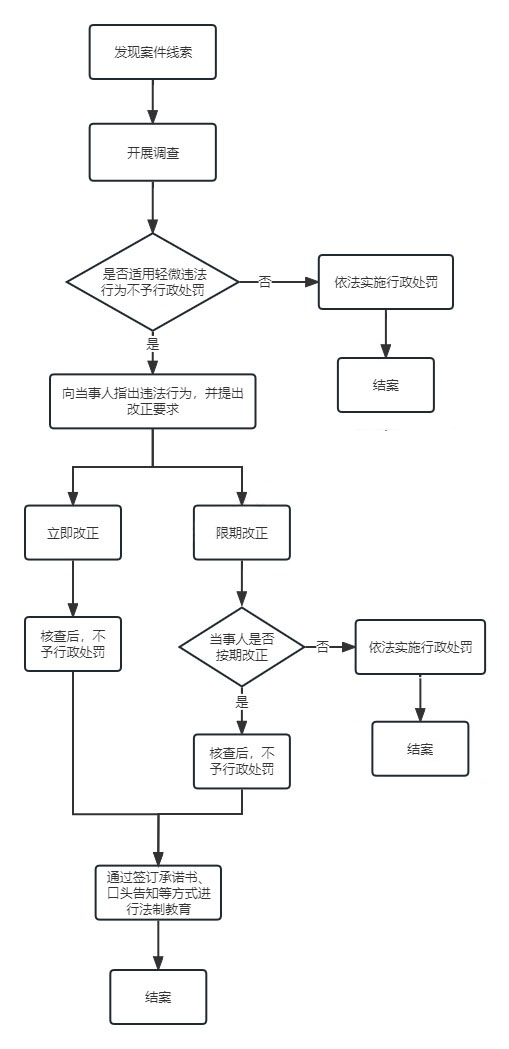 发现案件线索
开展调查
是否适用轻微违法
行为不予行政处罚
否
依法实施行政处罚
结案
是
向当事人指出违法行为，并提出
改正要求
立即改正
限期改正
核查后，不
予行政处罚
当事人是否
按期改正
否
依法实施行政处罚
结案
是
核查后，不
予行政处罚
通过签订承诺书、
口头告知等方式进
行法制教育
结案